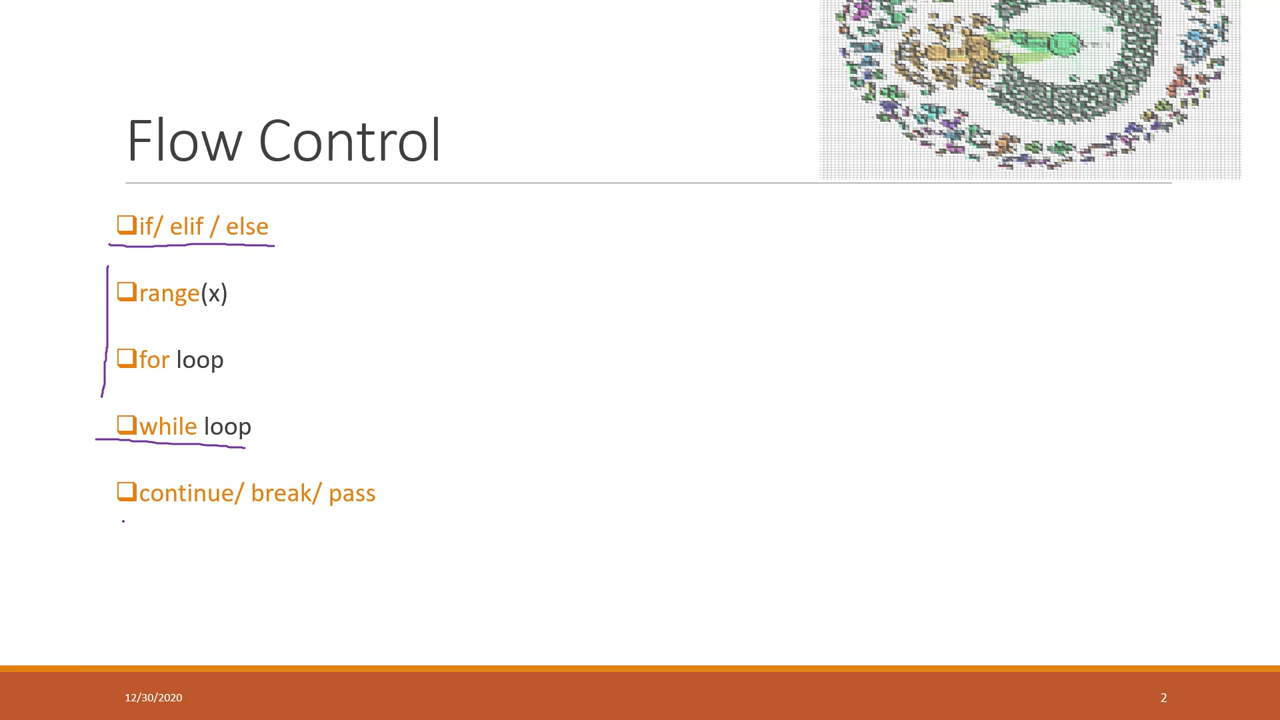 Flow Control
❑if/ elif / else
❑range(x)
❑for loop
❑while loop
❑continue/ break/ pass
12/30/2020
2